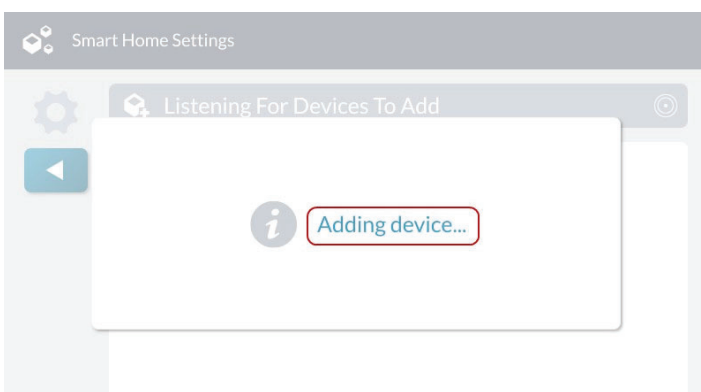 Smart Home Settings
Listening For Devices To Add
Adding device...